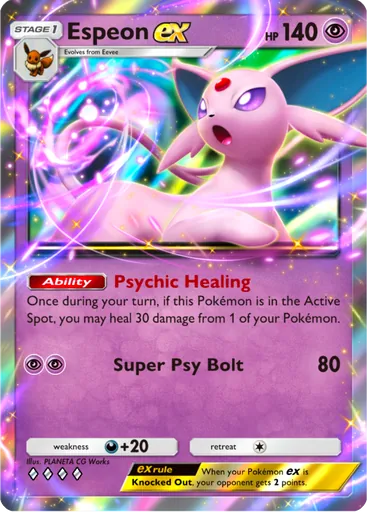 STAGE 1 Espeon ex HP 140
Evolves from Eevee
Ability Psychic Healing
Once during your turn, if this Pokémon is in the Active
Spot, you may heal 30 damage from 1 of your Pokémon.
Super Psy Bolt 80
weakness +20 retreat
Illus. PLANETA CG Works
ex rule When your Pokémon ex is
Knocked Out, your opponent gets 2 points.